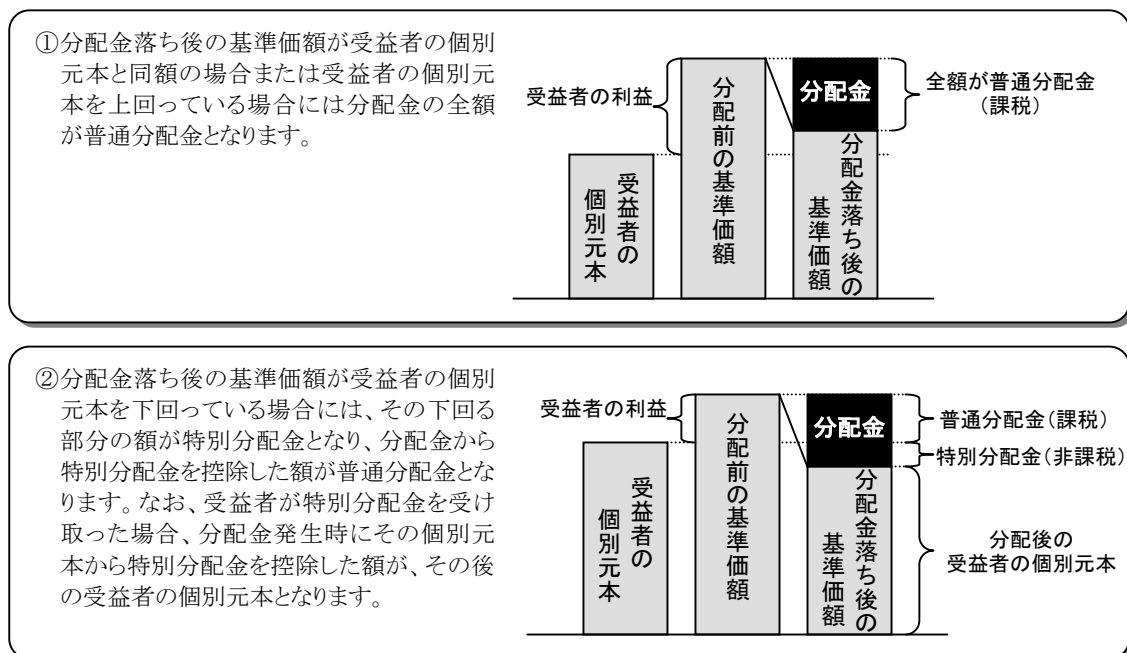 ①分配金落ち後の基準価額が受益者の個別
元本と同額の場合または受益者の個別元
本を上回っている場合には分配金の全額
が普通分配金となります。
受益者の利益
受益者の
個別元本
分配前の基準価額
分配金
分配金落ち後の
基準価額
全額が普通分配金
（課税）
②分配金落ち後の基準価額が受益者の個別
元本を下回っている場合には、その下回る
部分の額が特別分配金となり、分配金から
特別分配金を控除した額が普通分配金とな
ります。なお、受益者が特別分配金を受け
取った場合、分配金発生時にその個別元
本から特別分配金を控除した額が、その後
の受益者の個別元本となります。
受益者の利益
受益者の
個別元本
分配前の基準価額
分配金
分配金落ち後の
基準価額
普通分配金（課税）
特別分配金（非課税）
分配後の
受益者の個別元本